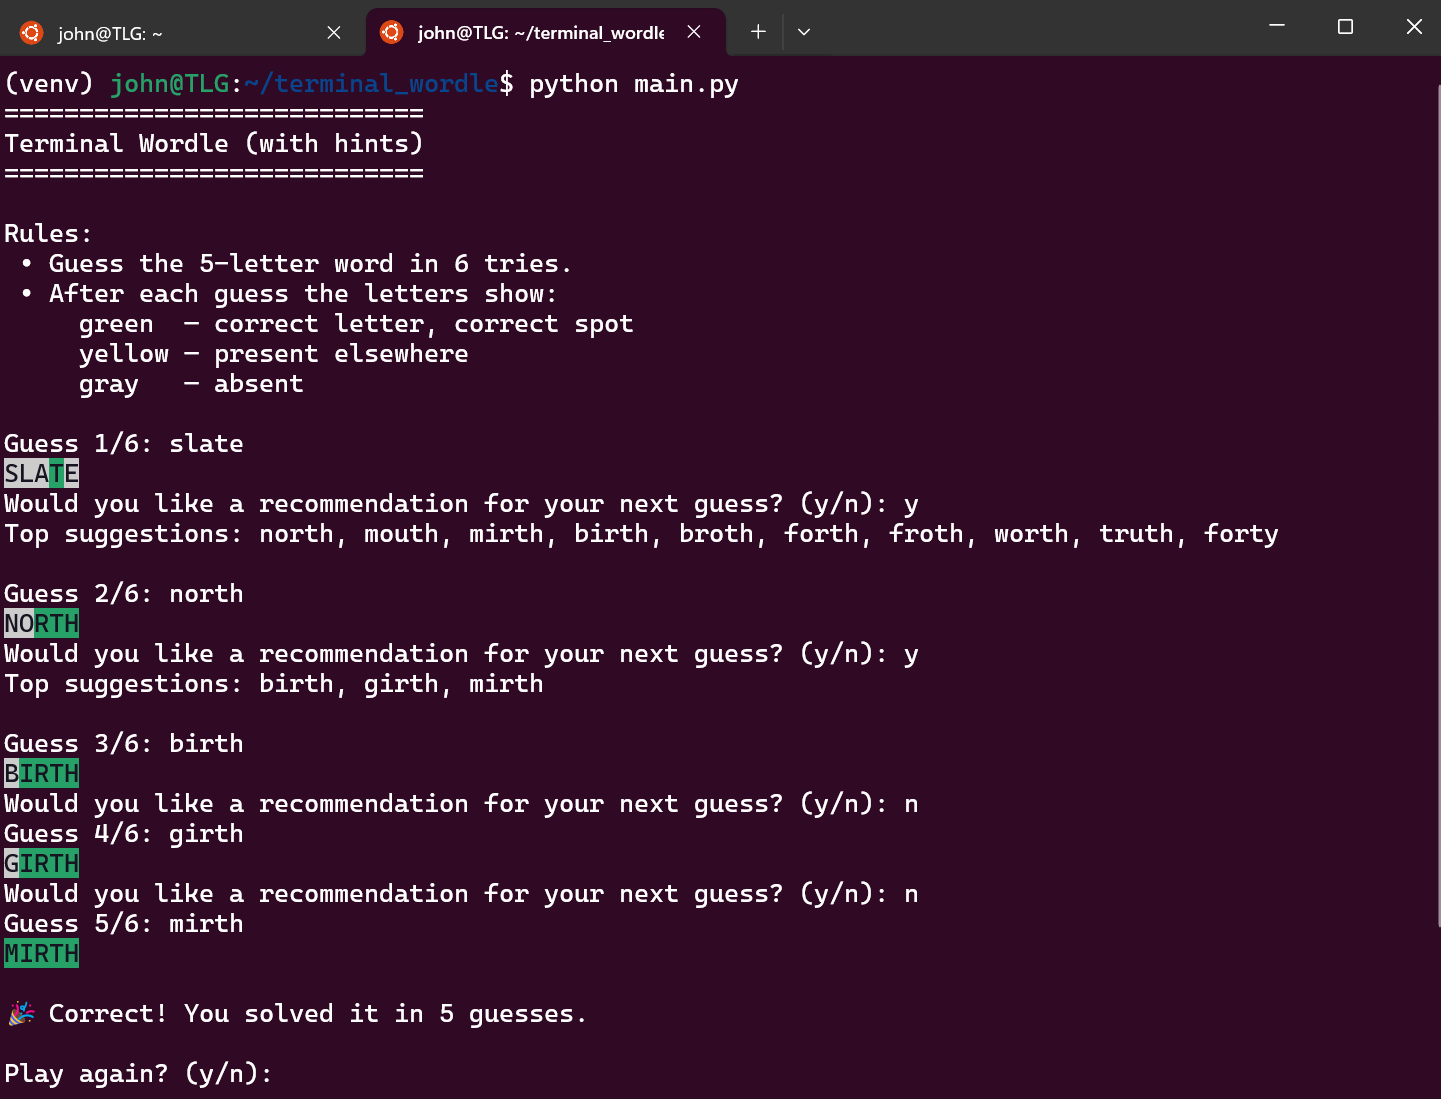 john@TLG: ~
john@TLG: ~/terminal_wordle
(venv) john@TLG:~/terminal_wordle$ python main.py
============================
Terminal Wordle (with hints)
============================
Rules:
• Guess the 5-letter word in 6 tries.
• After each guess the letters show:
green  — correct letter, correct spot
yellow — present elsewhere
gray   — absent
Guess 1/6: slate
SLATE
Would you like a recommendation for your next guess? (y/n): y
Top suggestions: north, mouth, mirth, birth, broth, forth, froth, worth, truth, forty
Guess 2/6: north
NORTH
Would you like a recommendation for your next guess? (y/n): y
Top suggestions: birth, girth, mirth
Guess 3/6: birth
BIRTH
Would you like a recommendation for your next guess? (y/n): n
Guess 4/6: girth
GIRTH
Would you like a recommendation for your next guess? (y/n): n
Guess 5/6: mirth
MIRTH
🎉 Correct! You solved it in 5 guesses.
Play again? (y/n):